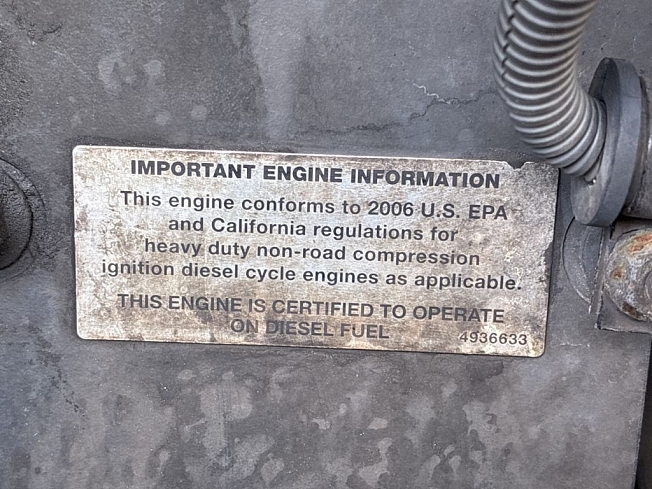 IMPORTANT ENGINE INFORMATION
This engine conforms to 2006 U.S. EPA
and California regulations for
heavy duty non-road compression
ignition diesel cycle engines as applicable.
THIS ENGINE IS CERTIFIED TO OPERATE
ON DIESEL FUEL 4936633